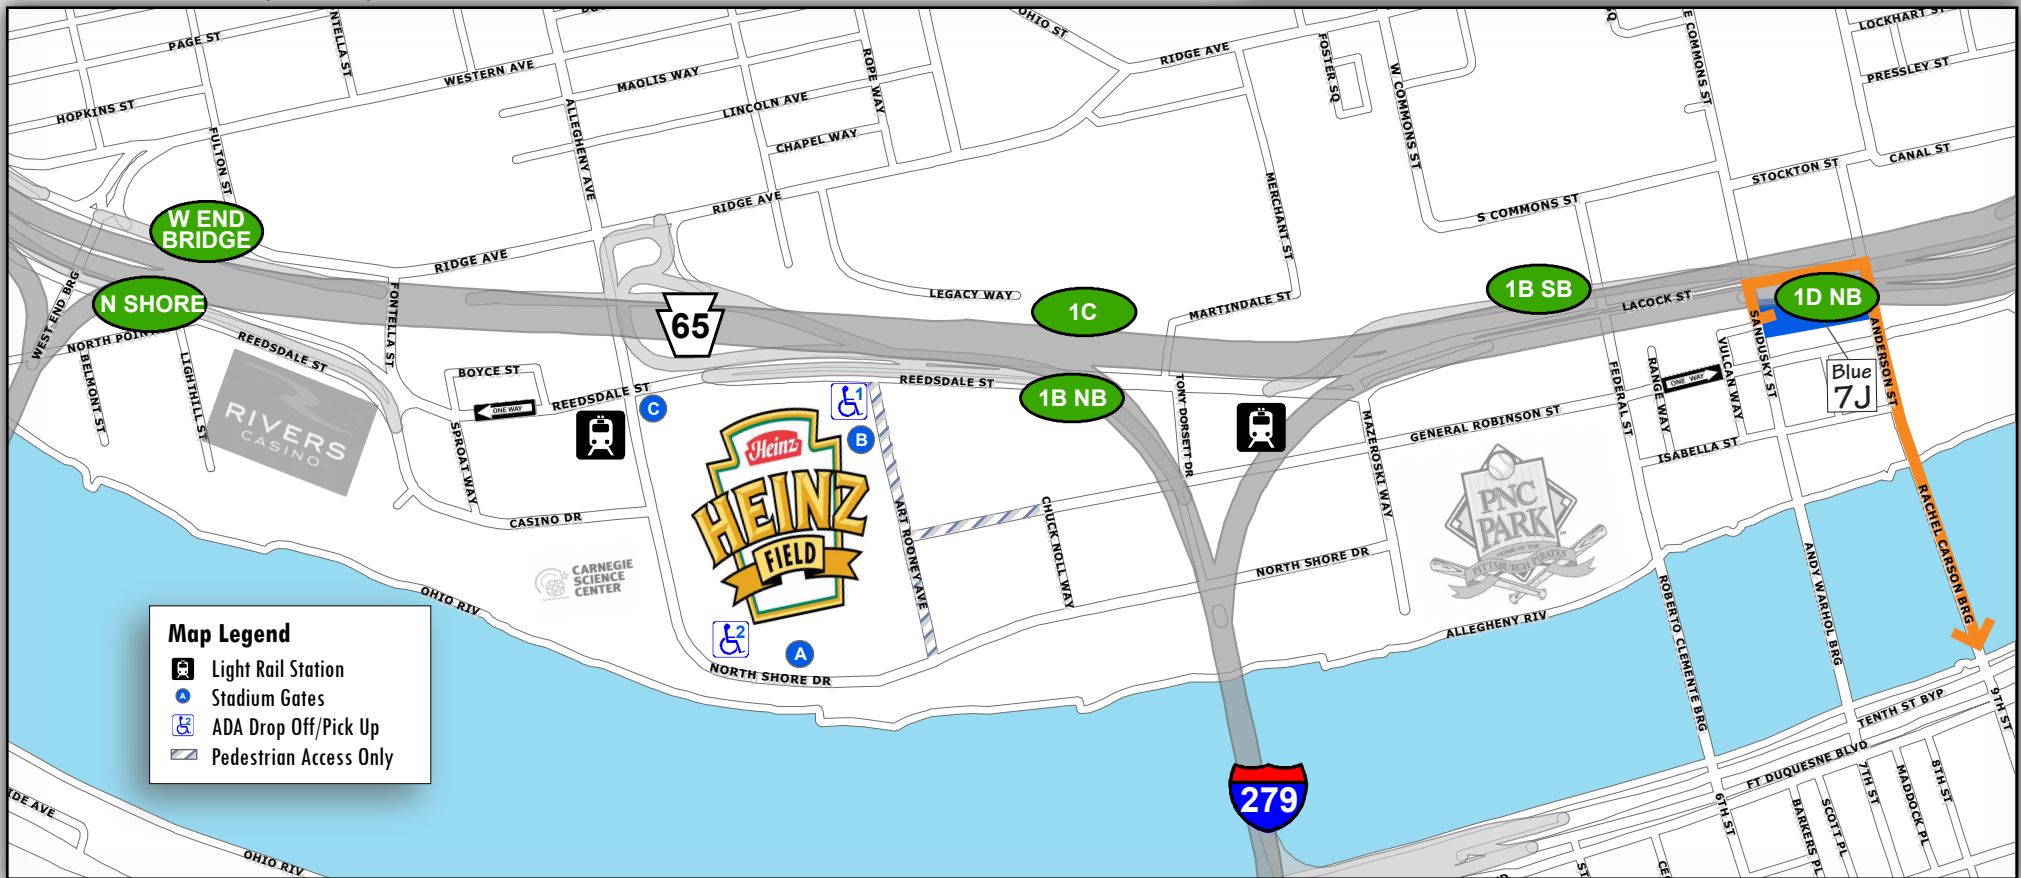 OHIO ST
LOCKHART ST
PAGE ST
RIDGE AVE
WESTERN AVE
MAOLIS WAY
ROPE WAY
FOSTER SQ
W COMMONS ST
E COMMONS ST
PRESSLEY ST
HOPKINS ST
LINCOLN AVE
ALLEGHENY AVE
CHAPEL WAY
FULTON ST
CANAL ST
STOCKTON ST
MERCHANT ST
RIDGE AVE
S COMMONS ST
W END
BRIDGE
RIDGE AVE
LEGACY WAY
MARTINDALE ST
LACOCK ST
N SHORE
1C
1B SB
1D NB
WEST END BRG
FONTELLA ST
65
REEDSDALE ST
BELMONT ST
LIGHTHILL ST
SANDUSKY ST
ANDERSON ST
VULCAN WAY
RANGE WAY
FEDERAL ST
BOYCE ST
ONE WAY
REEDSDALE ST
REEDSDALE ST
1B NB
TONY DORSETT DR
ONE WAY
Blue
7J
RIVERS
CASINO
SPROAT WAY
C
1
B
MAZEROSKI WAY
GENERAL ROBINSON ST
ISABELLA ST
Heinz
HEINZ
FIELD
PNC
PARK
HOME OF THE
PITTSBURGH PIRATES
CASINO DR
ART ROONEY AVE
CHUCK NOLL WAY
NORTH SHORE DR
RACHEL CARSON BRG
ANDY WARHOL BRG
ROBERTO CLEMENTE BRG
CARNEGIE
SCIENCE
CENTER
OHIO RIV
2
A
NORTH SHORE DR
ALLEGHENY RIV
Map Legend
Light Rail Station
A
Stadium Gates
2
ADA Drop Off/Pick Up
Pedestrian Access Only
TENTH ST BYP
9TH ST
FT DUQUESNE BLVD
279
6TH ST
BARKERS PL
SCOTT PL
7TH ST
MADDOCK PL
8TH ST
OHIO RIV